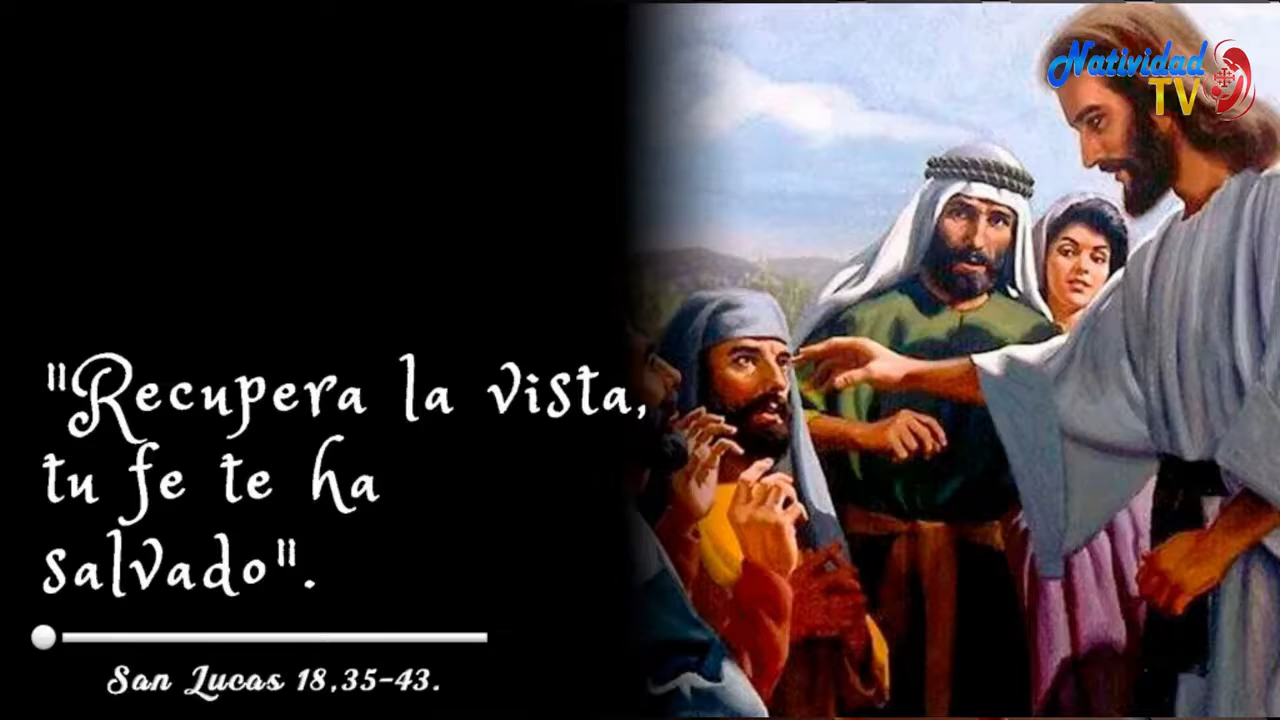 Natividad
TV
"Recupera la vista,
tu fe te ha
salvado".
San Lucas 18,35-43.